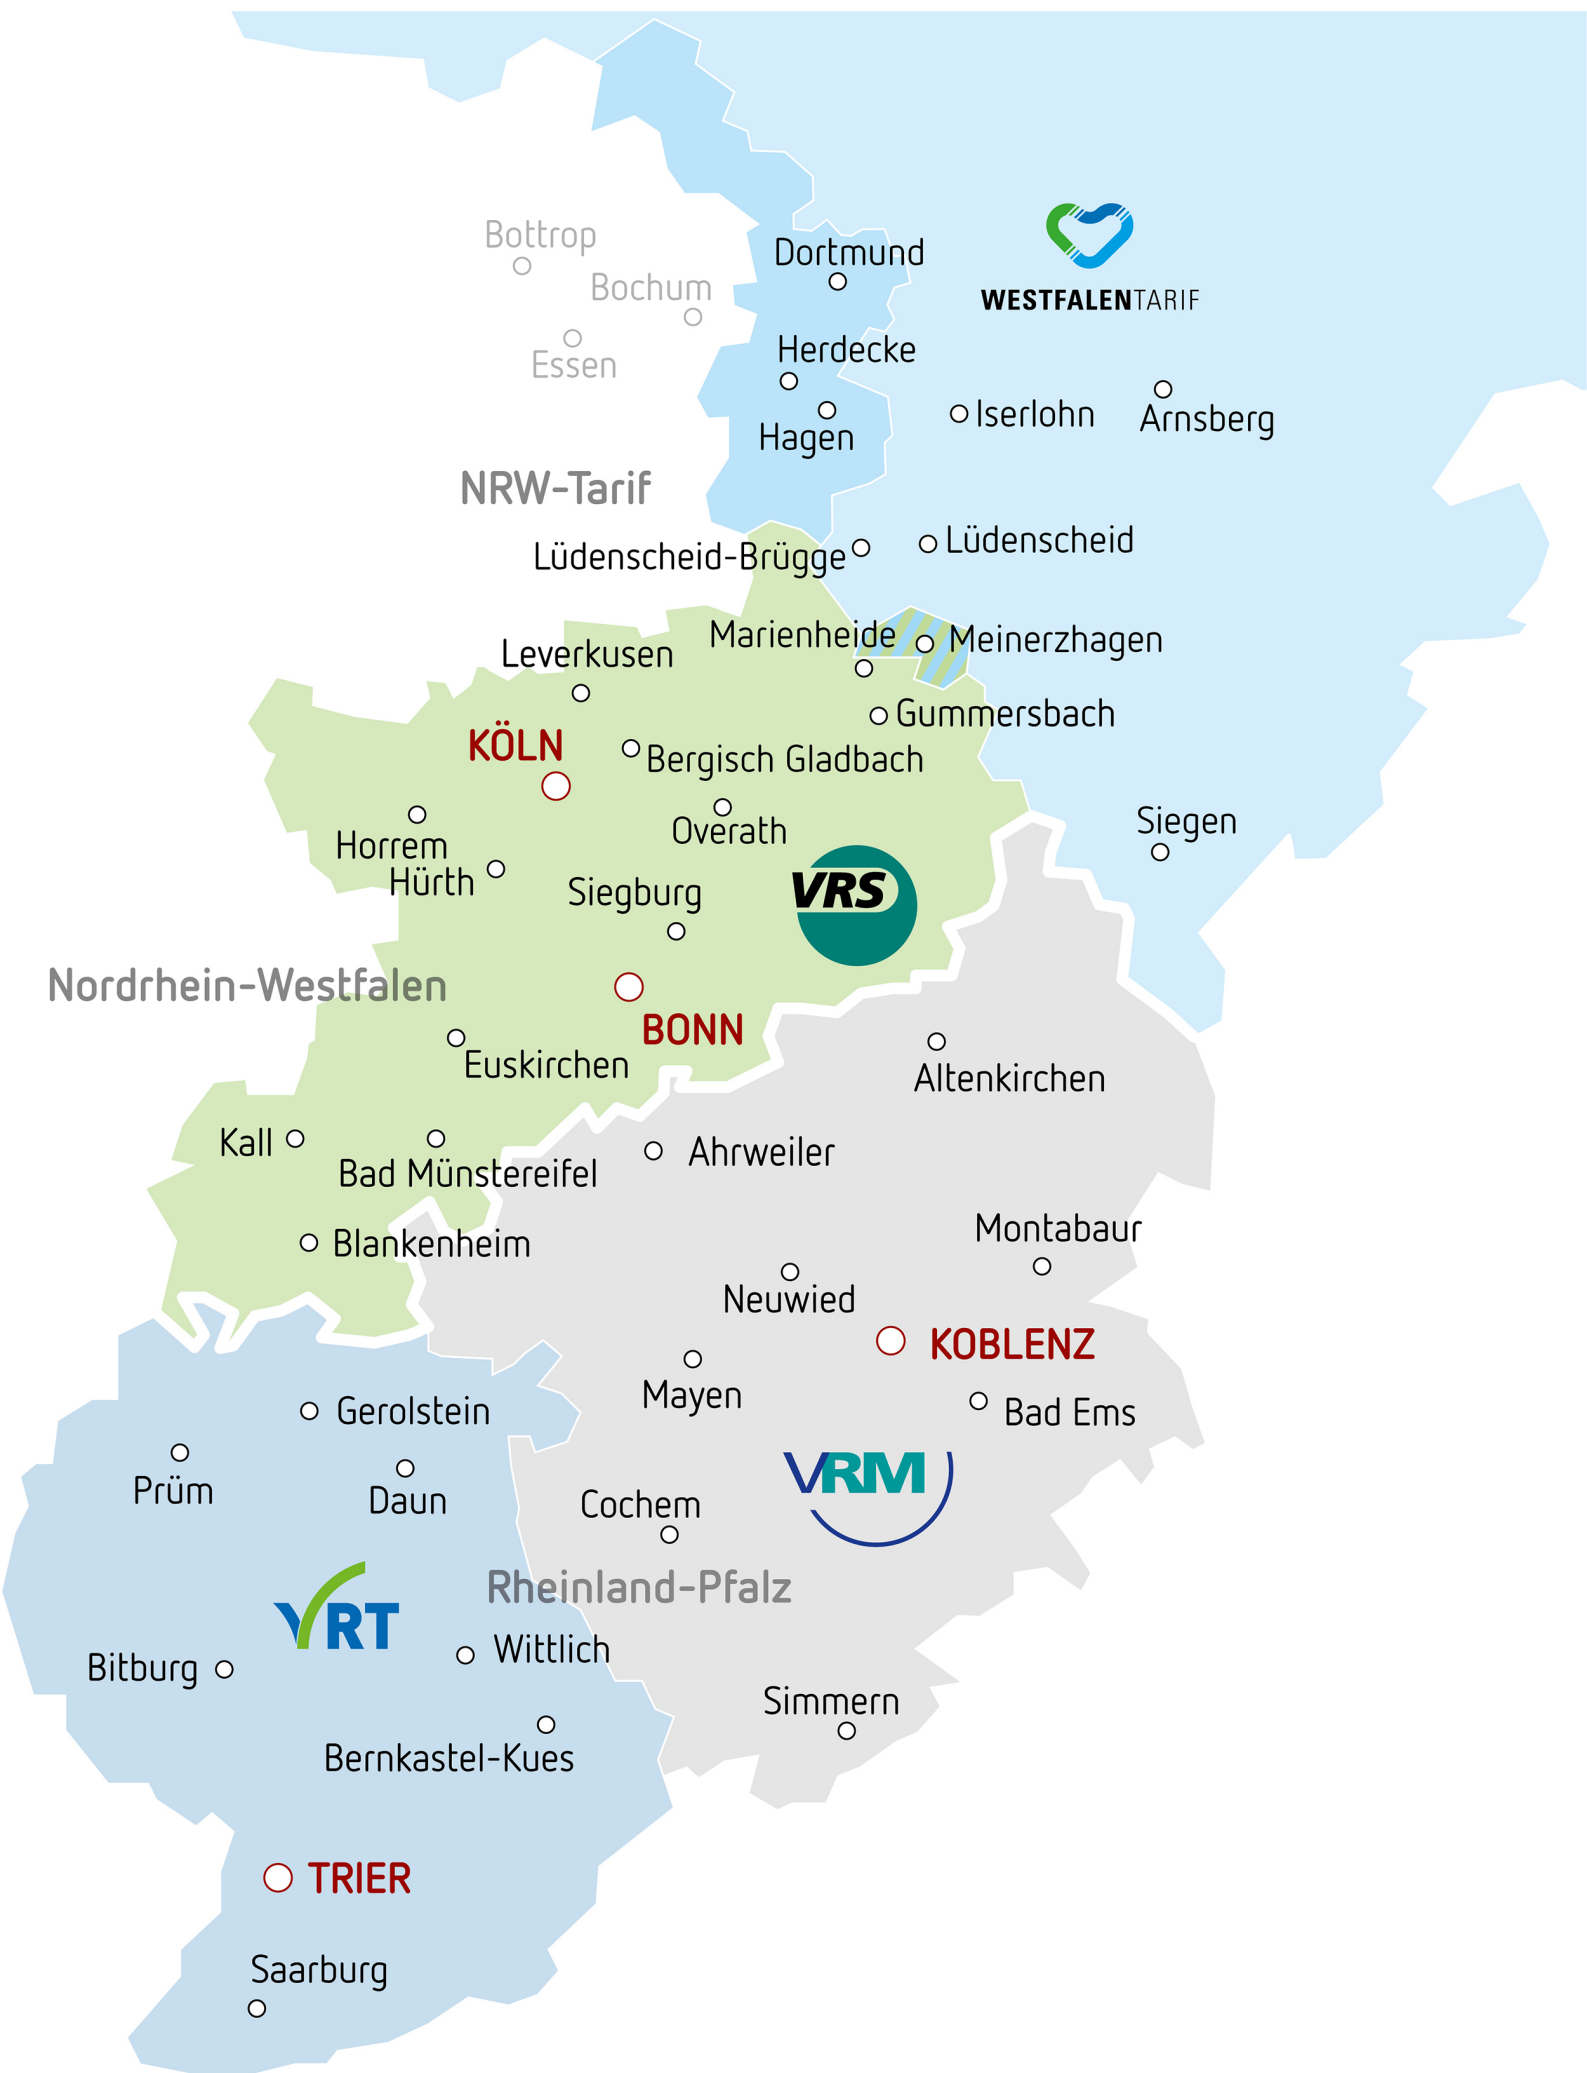 Bottrop
Dortmund
Bochum
WESTFALENTARIF
Herdecke
Essen
Iserlohn
Arnsberg
Hagen
NRW-Tarif
Lüdenscheid-Brügge
Lüdenscheid
Marienheide
Meinerzhagen
Leverkusen
Gummersbach
KÖLN
Bergisch Gladbach
Overath
Siegen
Horrem
Hürth
Siegburg
VRS
Nordrhein-Westfalen
BONN
Euskirchen
Altenkirchen
Kall
Ahrweiler
Bad Münstereifel
Montabaur
Blankenheim
Neuwied
KOBLENZ
Mayen
Gerolstein
Bad Ems
Prüm
Daun
VRM
Cochem
Rheinland-Pfalz
VRT
Wittlich
Bitburg
Simmern
Bernkastel-Kues
TRIER
Saarburg